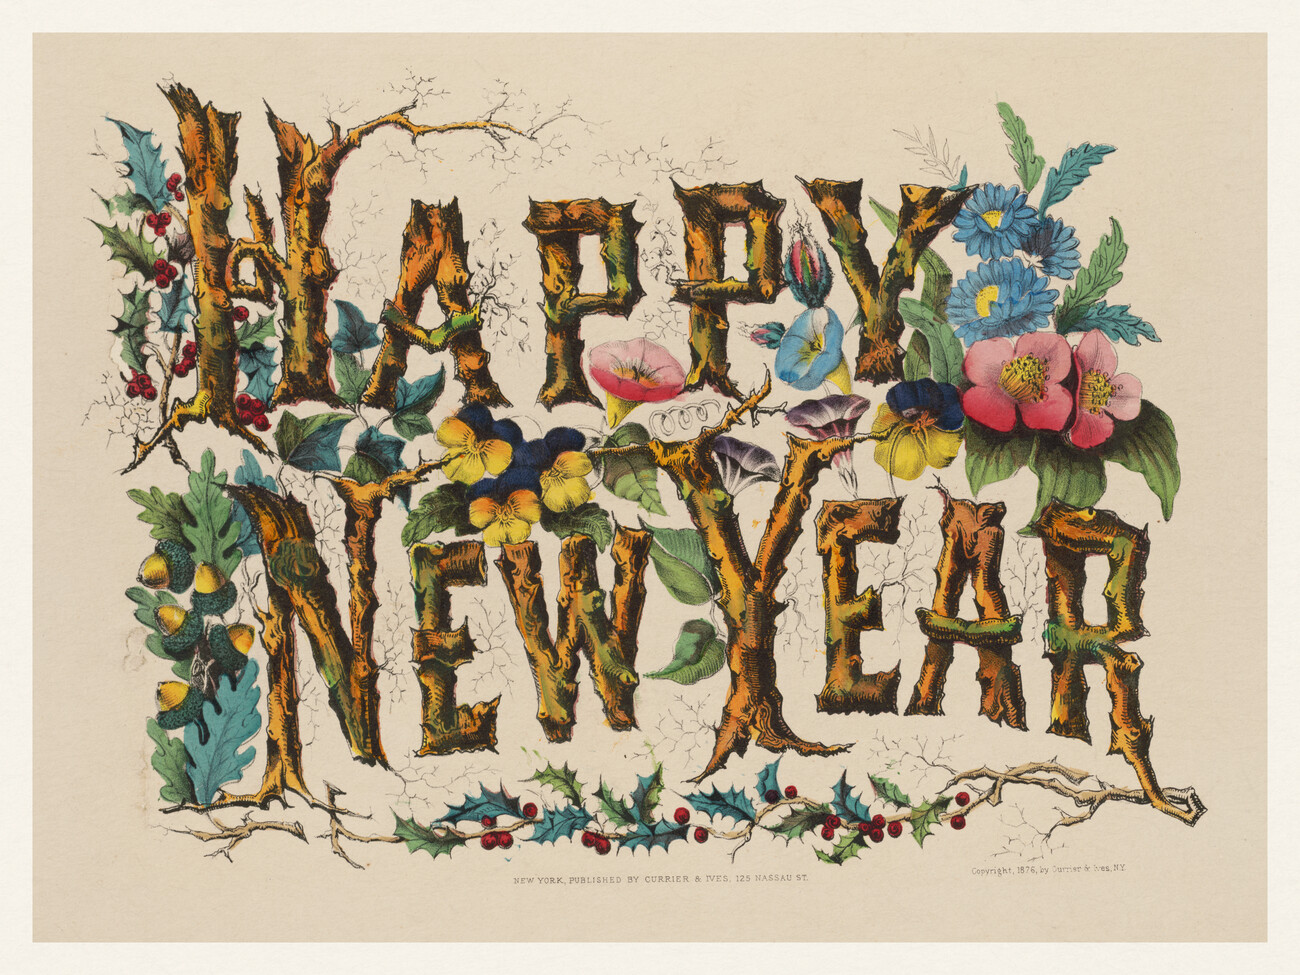 HAPPY
NEW YEAR
NEW YORK, PUBLISHED BY CURRIER & IVES, 125 NASSAU ST.
Copyright, 1876, by Currier & Ives, N.Y.